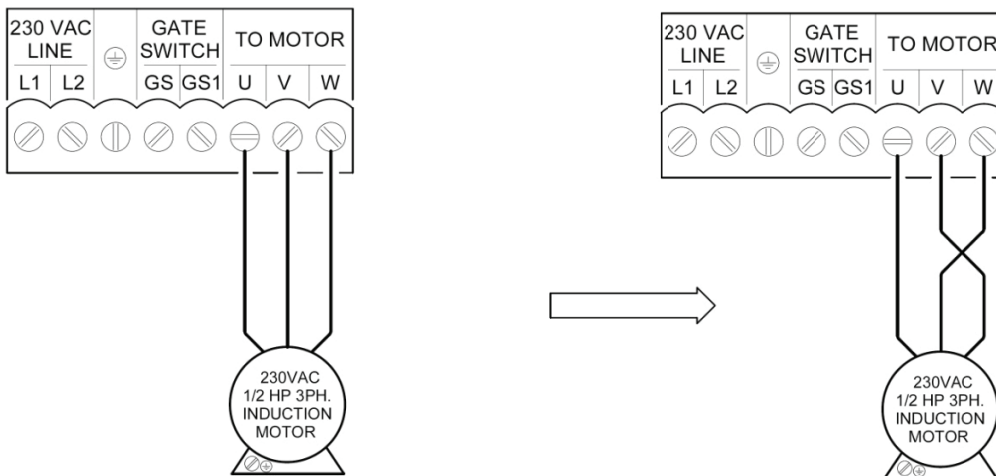 230 VAC
LINE
GATE
SWITCH
TO MOTOR
L1 L2 GS GS1 U V W
230VAC
1/2 HP 3PH.
INDUCTION
MOTOR
230 VAC
LINE
GATE
SWITCH
TO MOTOR
L1 L2 GS GS1 U V W
230VAC
1/2 HP 3PH.
INDUCTION
MOTOR